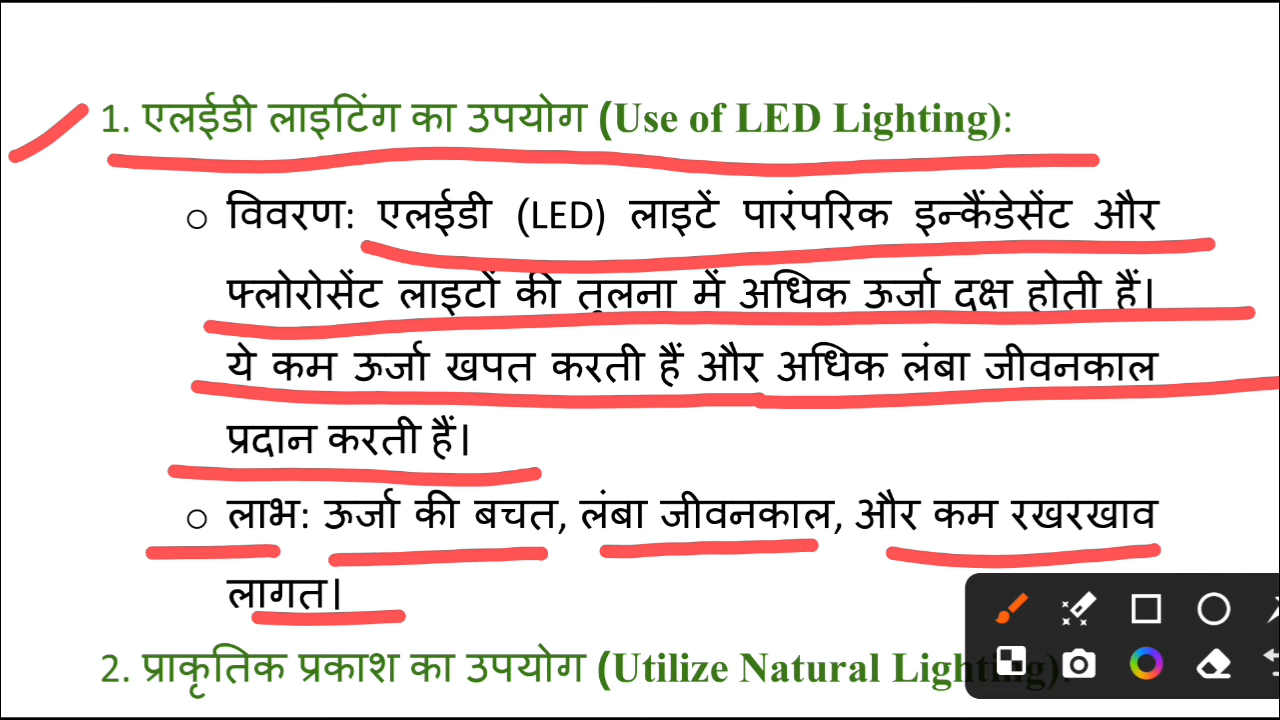 1. एलईडी लाइटिंग का उपयोग (Use of LED Lighting):
o विवरण: एलईडी (LED) लाइटें पारंपरिक इन्कैंडेसेंट और
फ्लोरोसेंट लाइटों की तुलना में अधिक ऊर्जा दक्ष होती हैं।
ये कम ऊर्जा खपत करती हैं और अधिक लंबा जीवनकाल
प्रदान करती हैं।
o लाभ: ऊर्जा की बचत, लंबा जीवनकाल, और कम रखरखाव
लागत।
2. प्राकृतिक प्रकाश का उपयोग (Utilize Natural Lighting):